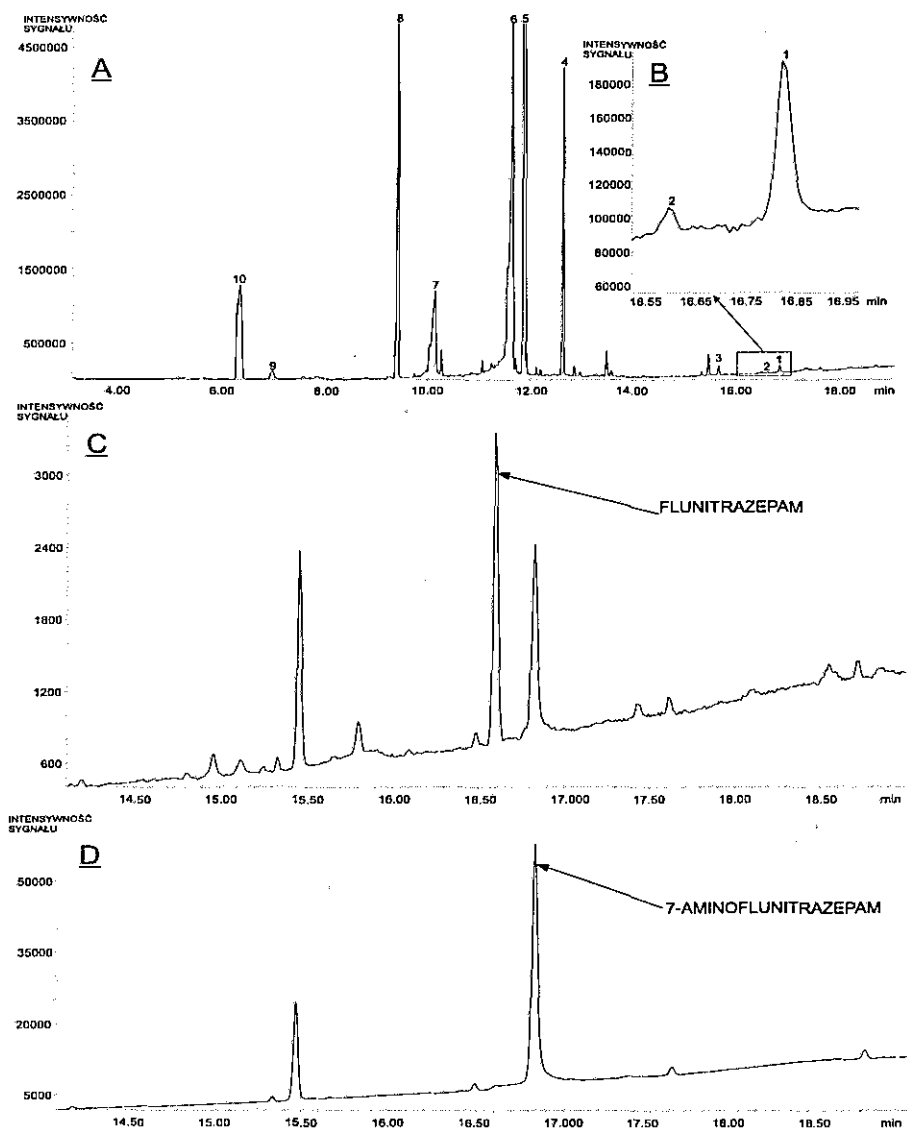 INTENSYWNOŚĆ
SYGNAŁU
A
4500000
3500000
2500000
1500000
500000
10
9
8
7
6
5
4
3
2
1
4.00 6.00 8.00 10.00 12.00 14.00 16.00 18.00
min
INTENSYWNOŚĆ
SYGNAŁU
B
180000
160000
140000
120000
100000
80000
60000
2
1
16.55 16.65 16.75 16.85 16.95 min
INTENSYWNOŚĆ
SYGNAŁU
C
3000
2400
1800
1200
600
FLUNITRAZEPAM
14.50 15.00 15.50 16.00 16.50 17.000 17.50 18.00 18.50 min
INTENSYWNOŚĆ
SYGNAŁU
D
50000
35000
20000
5000
7-AMINOFLUNITRAZEPAM
14.50 15.00 15.50 16.00 16.50 17.00 17.50 18.00 18.50 min